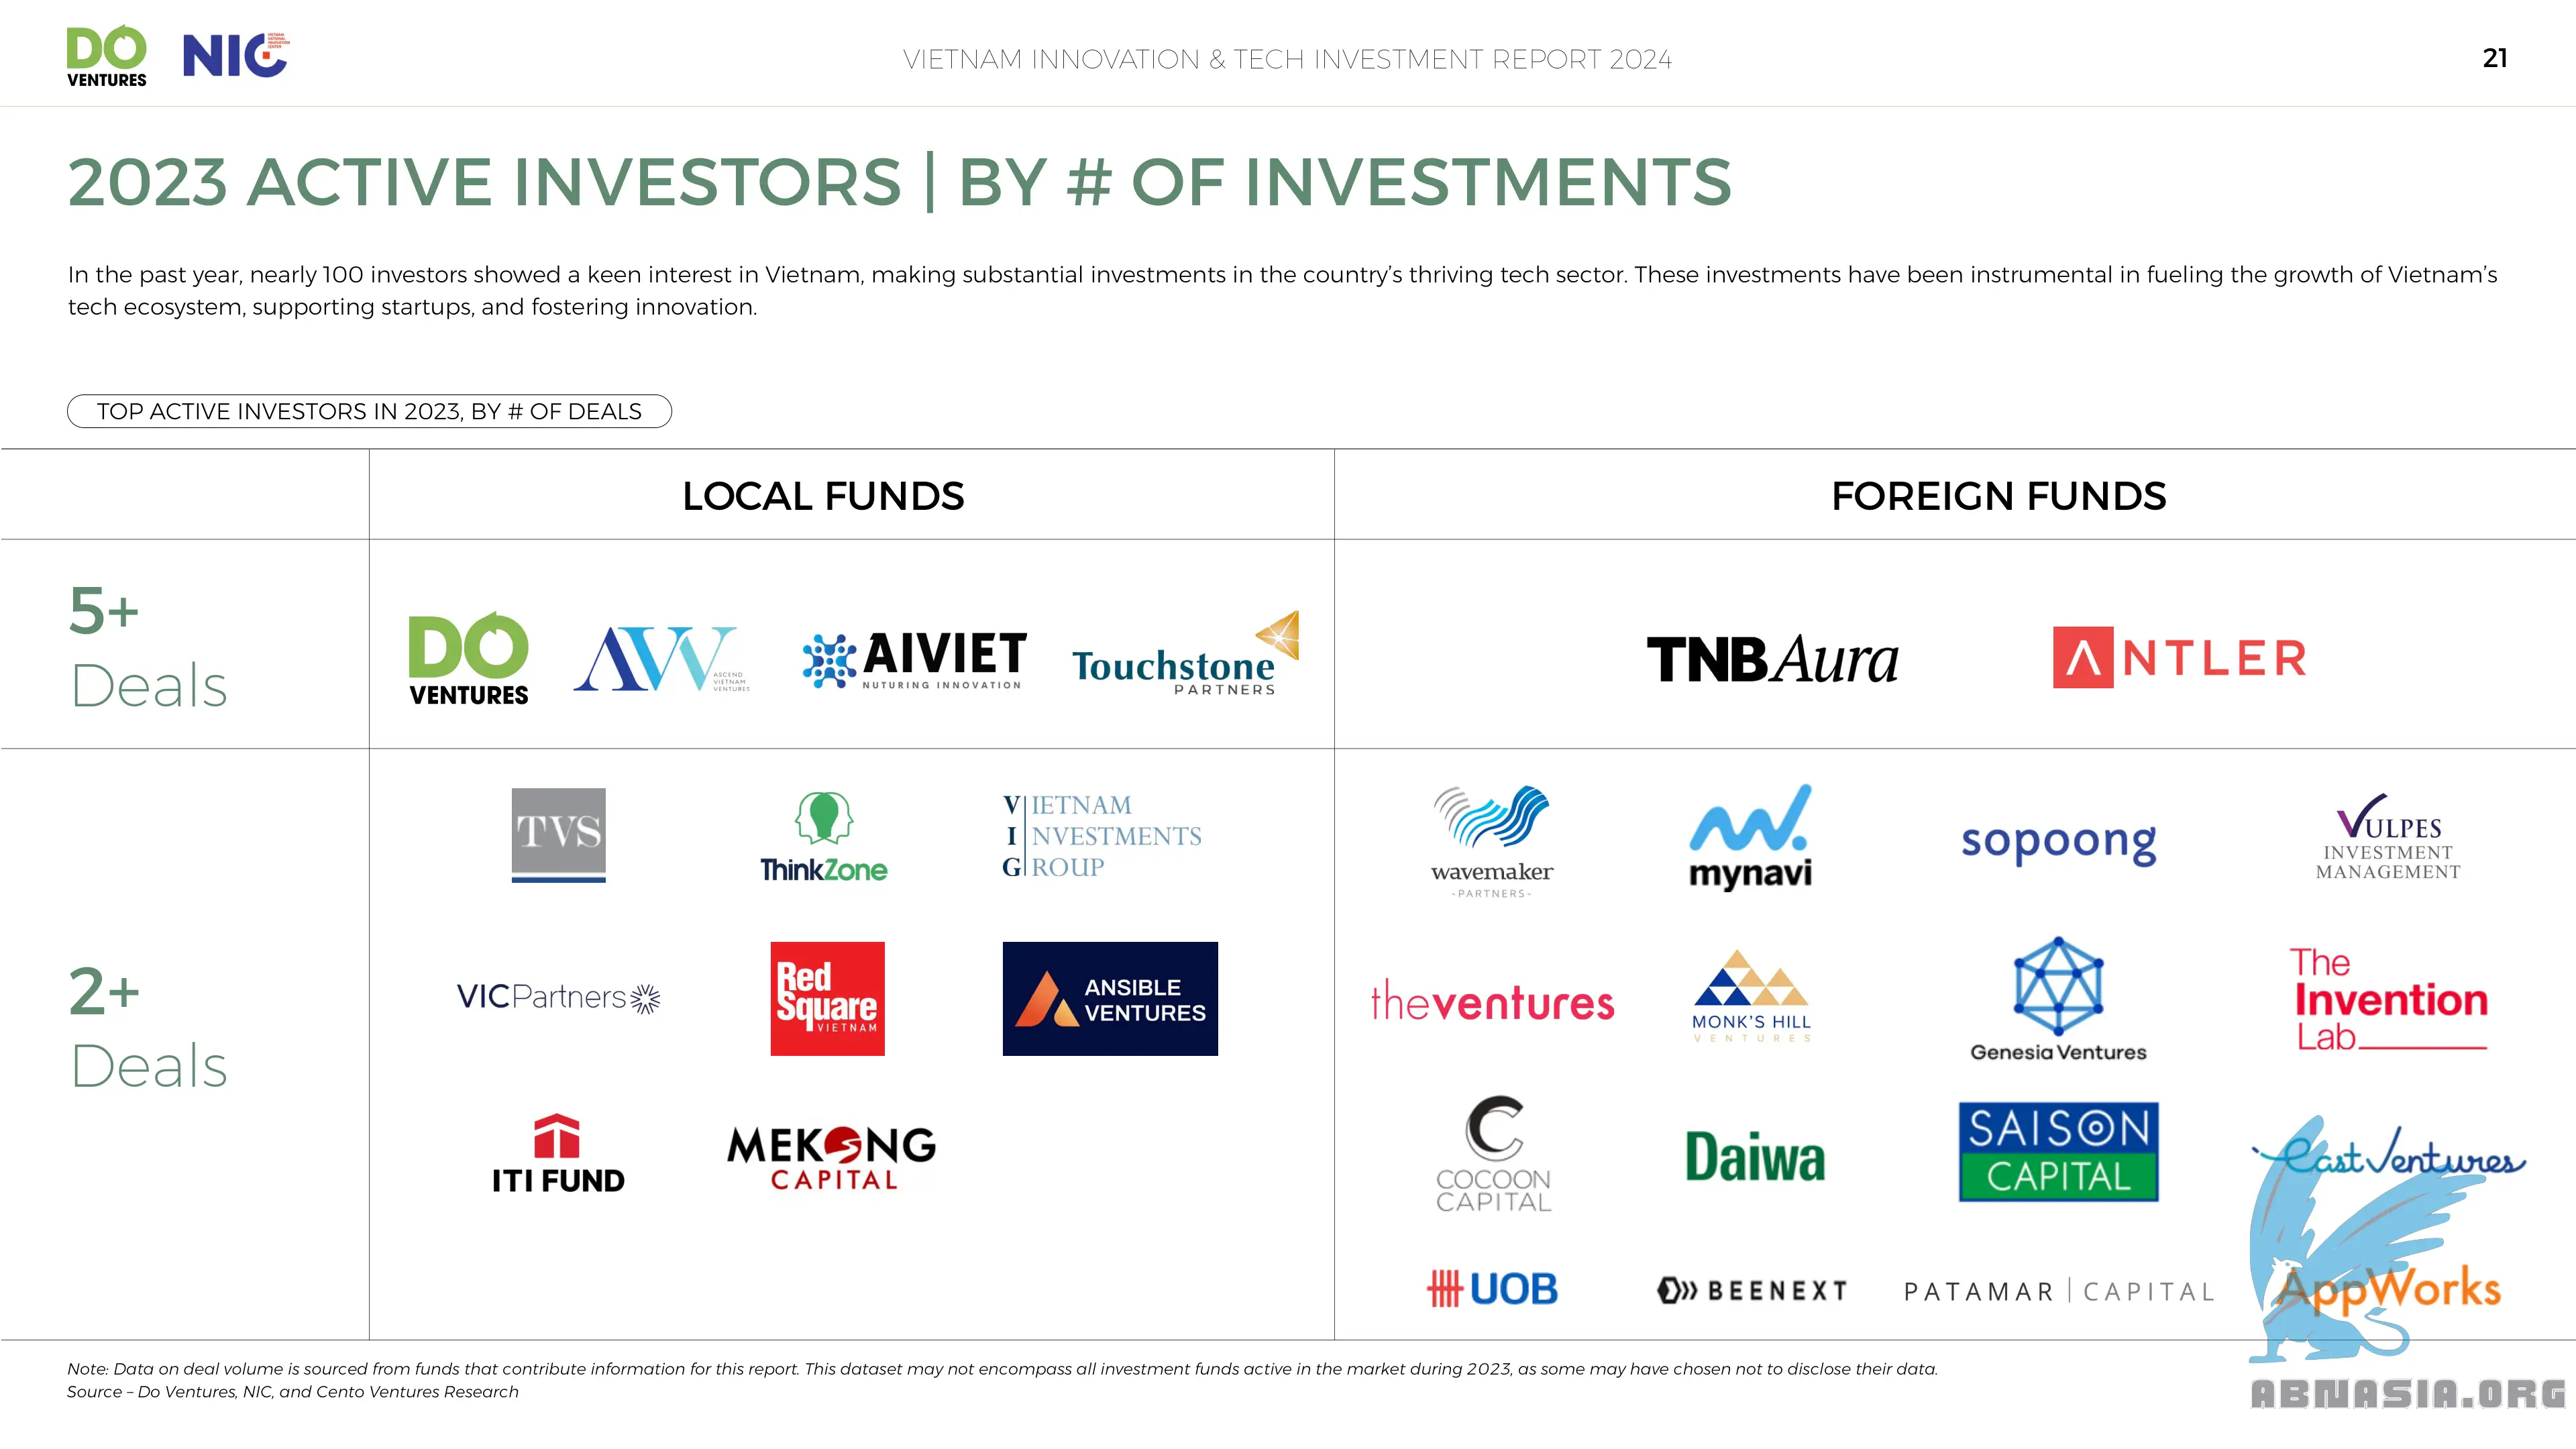 DO
VENTURES
NIC
VIETNAM
NATIONAL
INNOVATION
CENTER
VIETNAM INNOVATION & TECH INVESTMENT REPORT 2024
21
2023 ACTIVE INVESTORS | BY # OF INVESTMENTS
In the past year, nearly 100 investors showed a keen interest in Vietnam, making substantial investments in the country’s thriving tech sector. These investments have been instrumental in fueling the growth of Vietnam’s
tech ecosystem, supporting startups, and fostering innovation.
TOP ACTIVE INVESTORS IN 2023, BY # OF DEALS
LOCAL FUNDS
FOREIGN FUNDS
5+
Deals
DO
VENTURES
AVV
ASCEND
VIETNAM
VENTURES
AIVIET
NUTURING INNOVATION
Touchstone
PARTNERS
TNBAura
ANTLER
2+
Deals
TVS
ThinkZone
VIETNAM
INVESTMENTS
GROUP
VICPartners
Red
Square
VIETNAM
ANSIBLE
VENTURES
ITI FUND
MEKONG
CAPITAL
wavemaker
-PARTNERS-
mynavi
sopoong
VULPES
INVESTMENT
MANAGEMENT
theventures
MONK'S HILL
VENTURES
Genesia Ventures
The
Invention
Lab
COCOON
CAPITAL
Daiwa
SAISON
CAPITAL
East Ventures
UOB
BEENEXT
PATAMAR | CAPITAL
AppWorks
Note: Data on deal volume is sourced from funds that contribute information for this report. This dataset may not encompass all investment funds active in the market during 2023, as some may have chosen not to disclose their data.
Source – Do Ventures, NIC, and Cento Ventures Research
ABNASIA.ORG